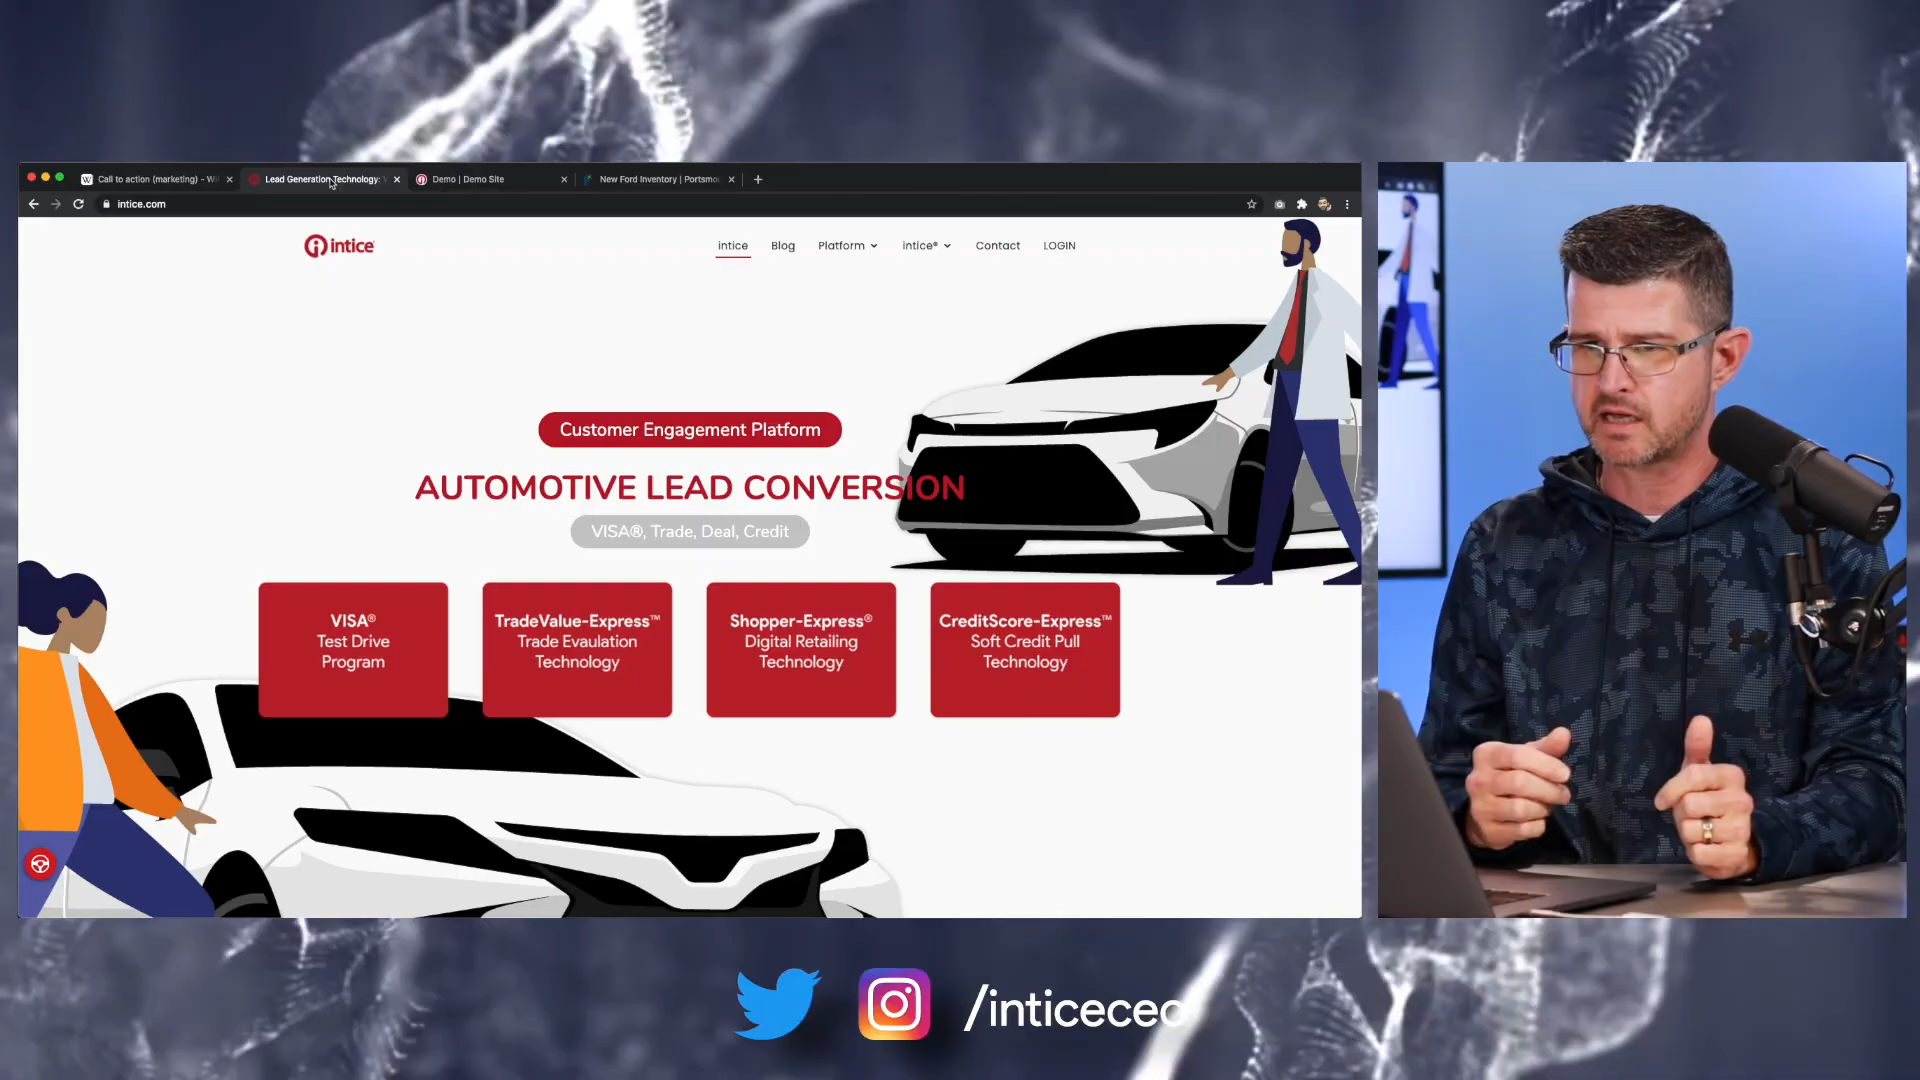 Call to action (marketing) - Wi
Lead Generation Technology: V
Demo | Demo Site
New Ford Inventory | Portsmou
intice.com
intice
intice
Blog
Platform
intice®
Contact
LOGIN
Customer Engagement Platform
AUTOMOTIVE LEAD CONVERSION
VISA®, Trade, Deal, Credit
VISA®
Test Drive
Program
TradeValue-Express™
Trade Evaulation
Technology
Shopper-Express®
Digital Retailing
Technology
CreditScore-Express™
Soft Credit Pull
Technology
/inticeceo